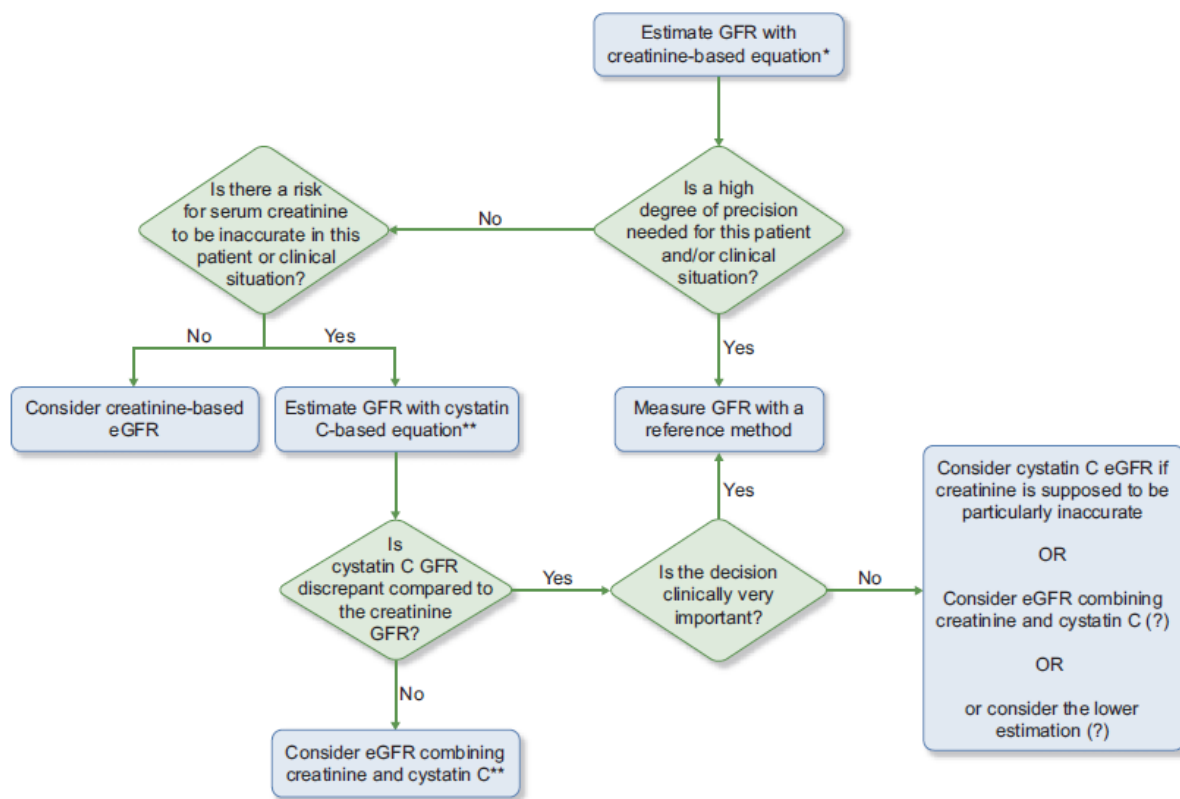 Estimate GFR with
creatinine-based equation*
Is there a risk
for serum creatinine
to be inaccurate in this
patient or clinical
situation?
No
Is a high
degree of precision
needed for this patient
and/or clinical
situation?
No
Yes
Yes
Consider creatinine-based
eGFR
Estimate GFR with cystatin
C-based equation**
Measure GFR with a
reference method
Yes
Is
cystatin C GFR
discrepant compared to
the creatinine
GFR?
Yes
Is the decision
clinically very
important?
No
Consider cystatin C eGFR if
creatinine is supposed to be
particularly inaccurate
OR
Consider eGFR combining
creatinine and cystatin C (?)
OR
or consider the lower
estimation (?)
No
Consider eGFR combining
creatinine and cystatin C**